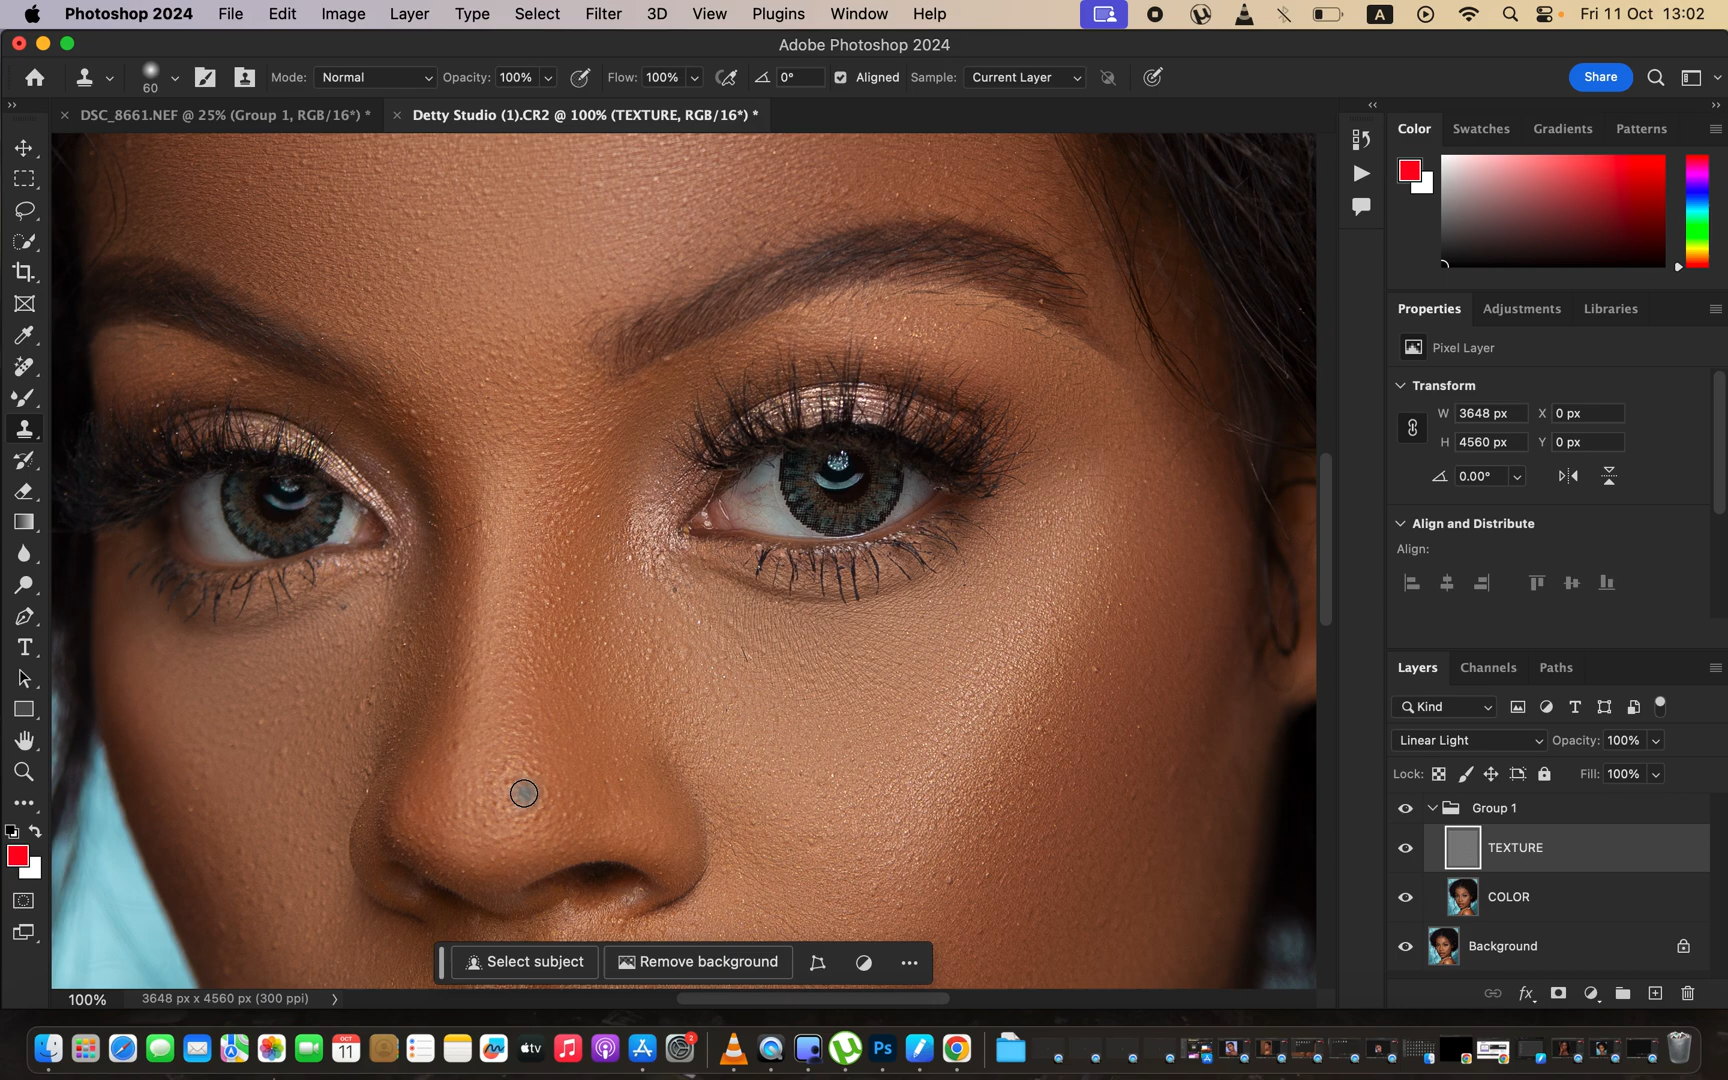 Photoshop 2024 File Edit Image Layer Type Select Filter 3D View Plugins Window Help A Fri 11 Oct 13:02
Adobe Photoshop 2024
60 Mode: Normal Opacity: 100% Flow: 100% 0° Aligned Sample: Current Layer Share
DSC_8661.NEF @ 25% (Group 1, RGB/16*) * Detty Studio (1).CR2 @ 100% (TEXTURE, RGB/16*) *
Color Swatches Gradients Patterns
Properties Adjustments Libraries
Pixel Layer
Transform
W 3648 px X 0 px
H 4560 px Y 0 px
0.00°
Align and Distribute
Align:
Layers Channels Paths
Kind
Linear Light Opacity: 100%
Lock: Fill: 100%
Group 1
TEXTURE
COLOR
Background
Select subject Remove background
100% 3648 px x 4560 px (300 ppi)
OCT
11
tv
2
Ps